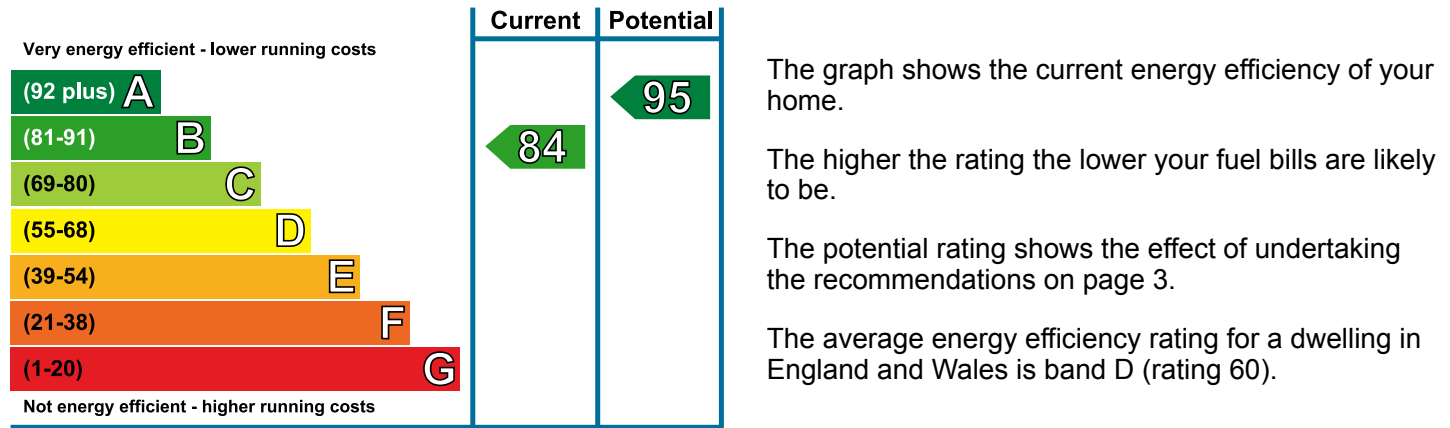 Current Potential
Very energy efficient - lower running costs
(92 plus) A
95
(81-91) B
84
(69-80) C
(55-68) D
(39-54) E
(21-38) F
(1-20) G
Not energy efficient - higher running costs
The graph shows the current energy efficiency of your
home.
The higher the rating the lower your fuel bills are likely
to be.
The potential rating shows the effect of undertaking
the recommendations on page 3.
The average energy efficiency rating for a dwelling in
England and Wales is band D (rating 60).